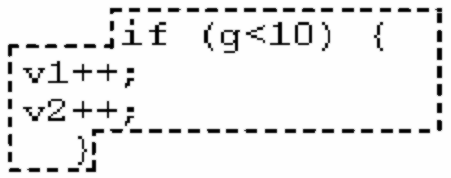 if (g<10) {
v1++;
v2++;
}